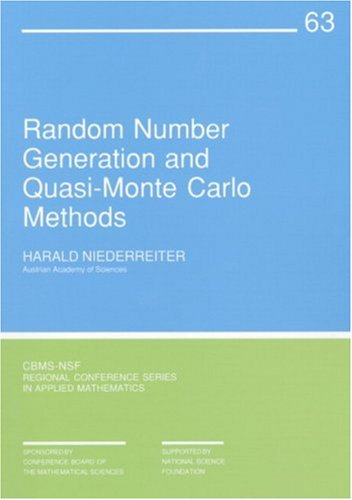 63
Random Number
Generation and
Quasi-Monte Carlo
Methods
HARALD NIEDERREITER
Austrian Academy of Sciences
CBMS-NSF
REGIONAL CONFERENCE SERIES
IN APPLIED MATHEMATICS
SPONSORED BY
CONFERENCE BOARD OF
THE MATHEMATICAL SCIENCES
SUPPORTED BY
NATIONAL SCIENCE
FOUNDATION